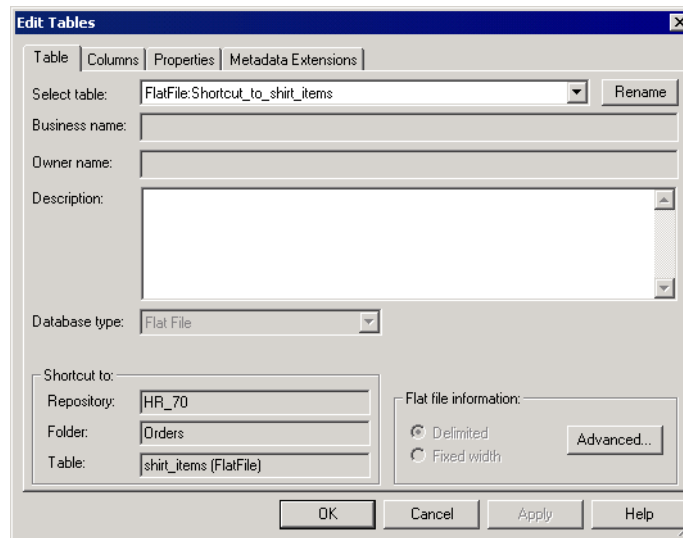 Edit Tables
Table Columns Properties Metadata Extensions
Select table: FlatFile:Shortcut_to_shirt_items Rename
Business name:
Owner name:
Description:
Database type: Flat File
Shortcut to:
Repository: HR_70
Folder: Orders
Table: shirt_items (FlatFile)
Flat file information:
Delimited
Fixed width
Advanced...
OK Cancel Apply Help